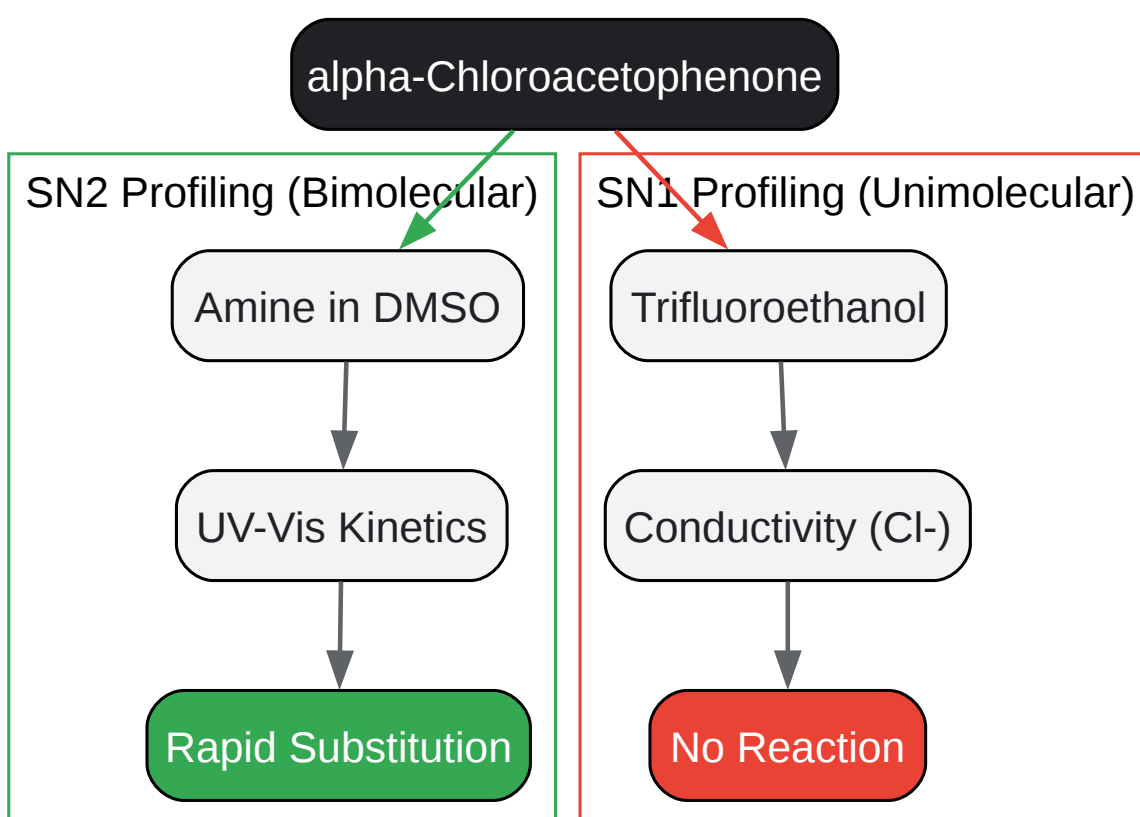 alpha-Chloroacetophenone
SN2 Profiling (Bimolecular)
Amine in DMSO
UV-Vis Kinetics
Rapid Substitution
SN1 Profiling (Unimolecular)
Trifluoroethanol
Conductivity (Cl-)
No Reaction